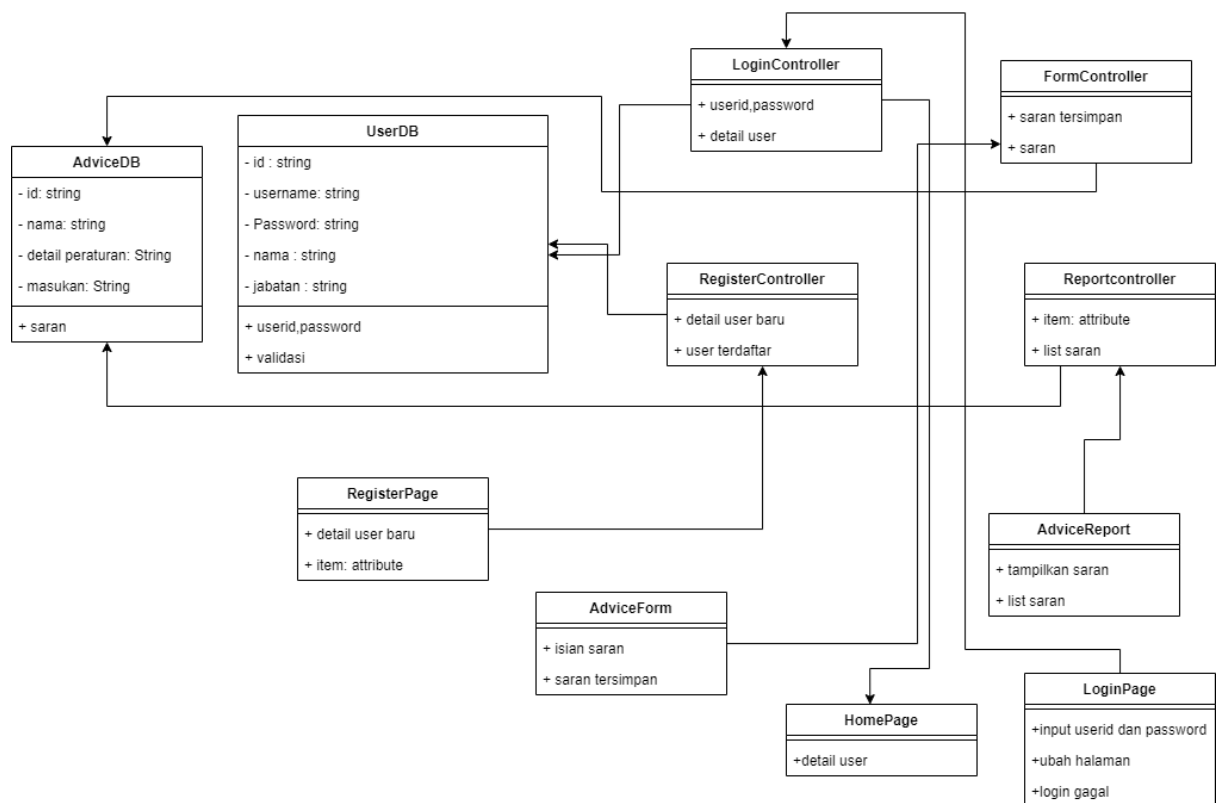 LoginController
+ userid,password
+ detail user
FormController
+ saran tersimpan
+ saran
UserDB
- id : string
- username: string
- Password: string
- nama : string
- jabatan : string
+ userid,password
+ validasi
AdviceDB
- id: string
- nama: string
- detail peraturan: String
- masukan: String
+ saran
RegisterController
+ detail user baru
+ user terdaftar
Reportcontroller
+ item: attribute
+ list saran
RegisterPage
+ detail user baru
+ item: attribute
AdviceReport
+ tampilkan saran
+ list saran
AdviceForm
+ isian saran
+ saran tersimpan
HomePage
+detail user
LoginPage
+input userid dan password
+ubah halaman
+login gagal